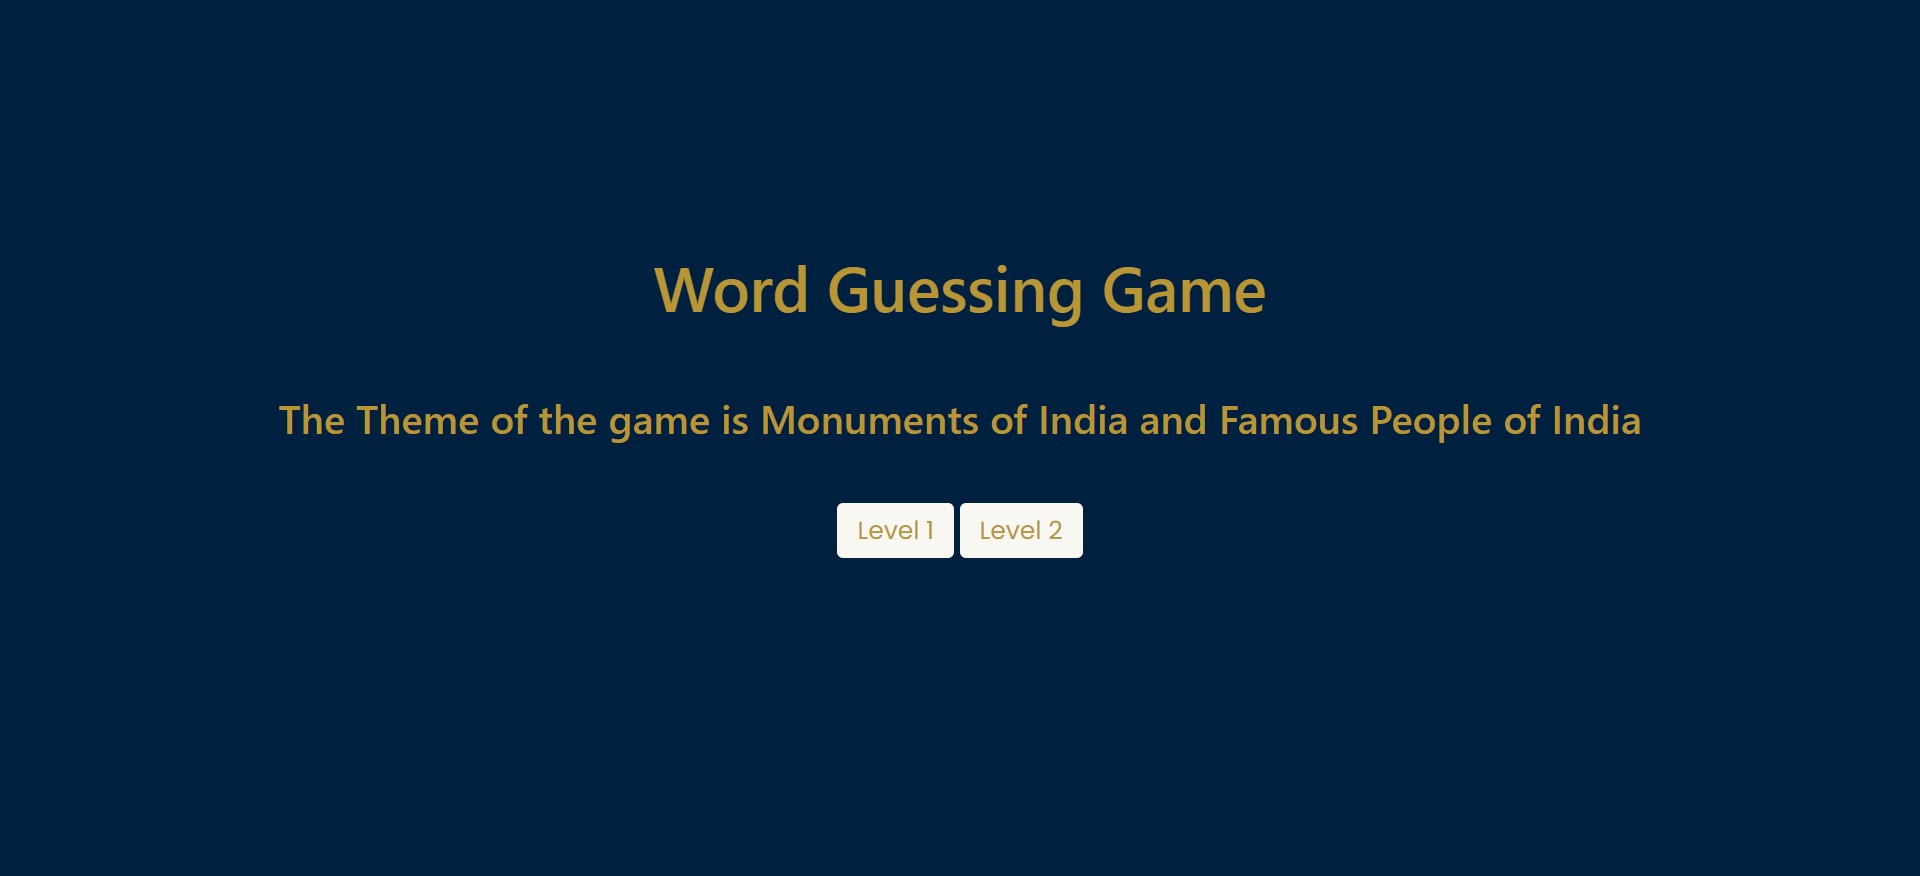 Word Guessing Game
The Theme of the game is Monuments of India and Famous People of India
Level 1 Level 2